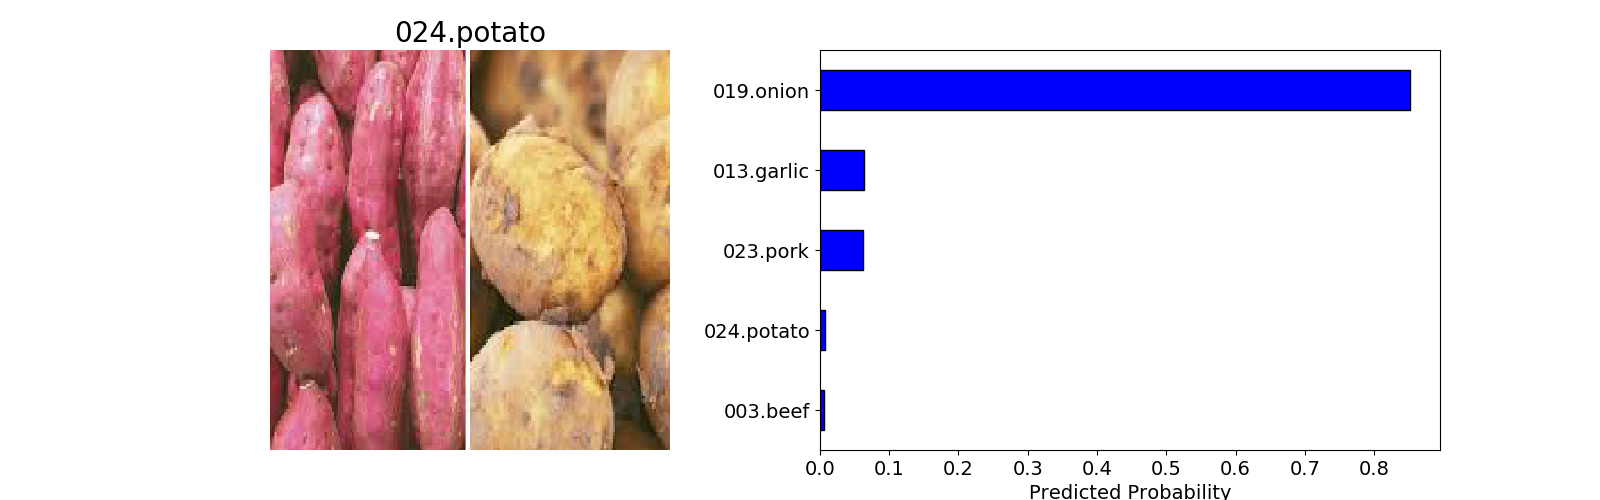 024.potato
019.onion
013.garlic
023.pork
024.potato
003.beef
0.0 0.1 0.2 0.3 0.4 0.5 0.6 0.7 0.8
Predicted Probability